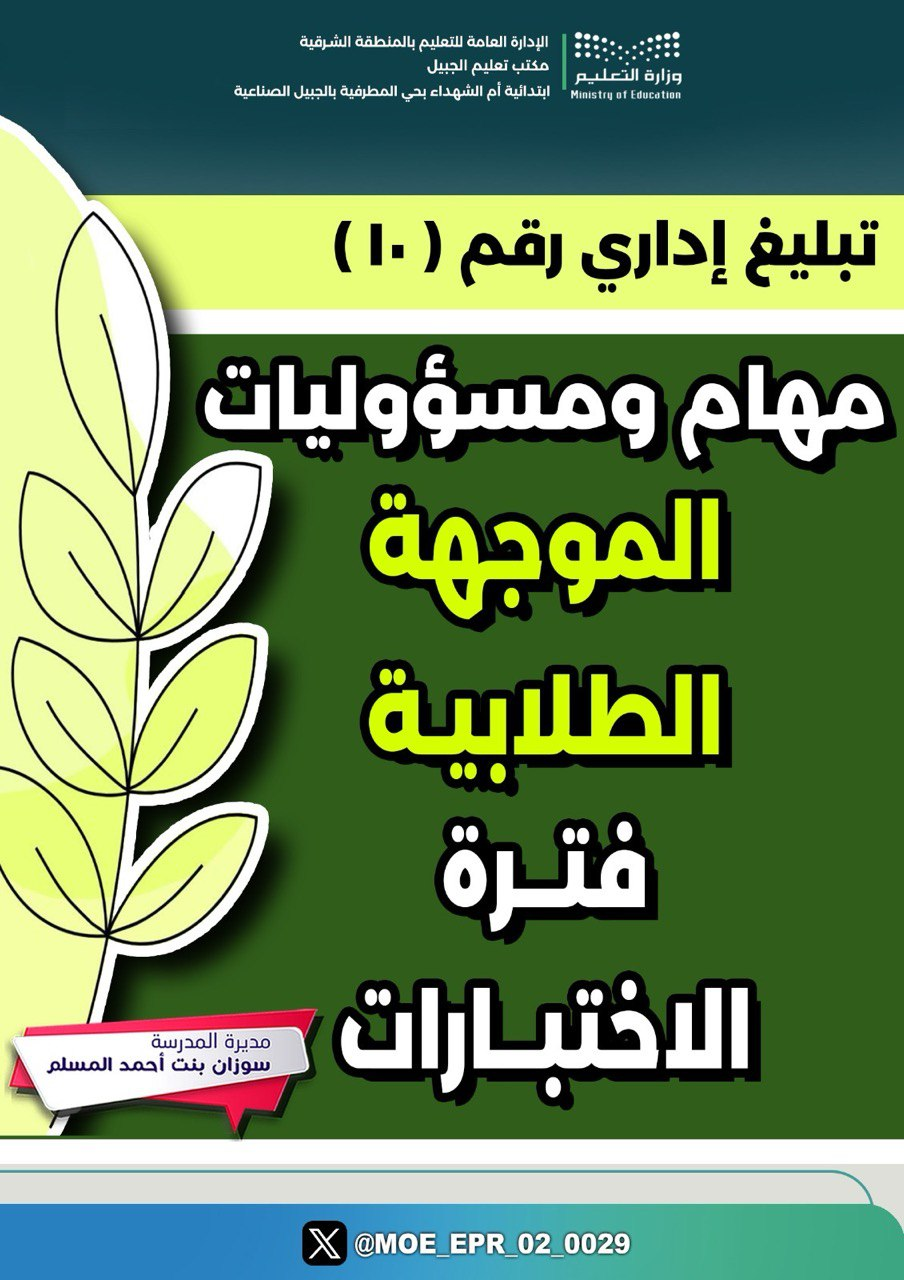 الإدارة العامة للتعليم بالمنطقة الشرقية
مكتب تعليم الجبيل
ابتدائية أم الشهداء بحي المطرفية بالجبيل الصناعية
وزارة التعليم
Ministry of Education
تبليغ إداري رقم ( ١٠ )
مهام ومسؤوليات
الموجهة
الطلابية
فتـرة
الاختبـارات
مديرة المدرسة
سوزان بنت أحمد المسلم
@MOE_EPR_02_0029